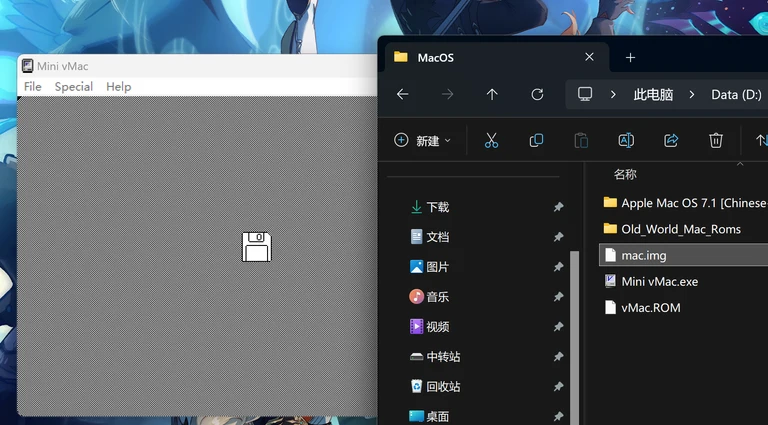 Mini vMac
File Special Help
MacOS
此电脑 Data (D:)
新建
名称
下载
文档
图片
音乐
视频
中转站
回收站
桌面
Apple Mac OS 7.1 [Chinese-
Old_World_Mac_Roms
mac.img
Mini vMac.exe
vMac.ROM